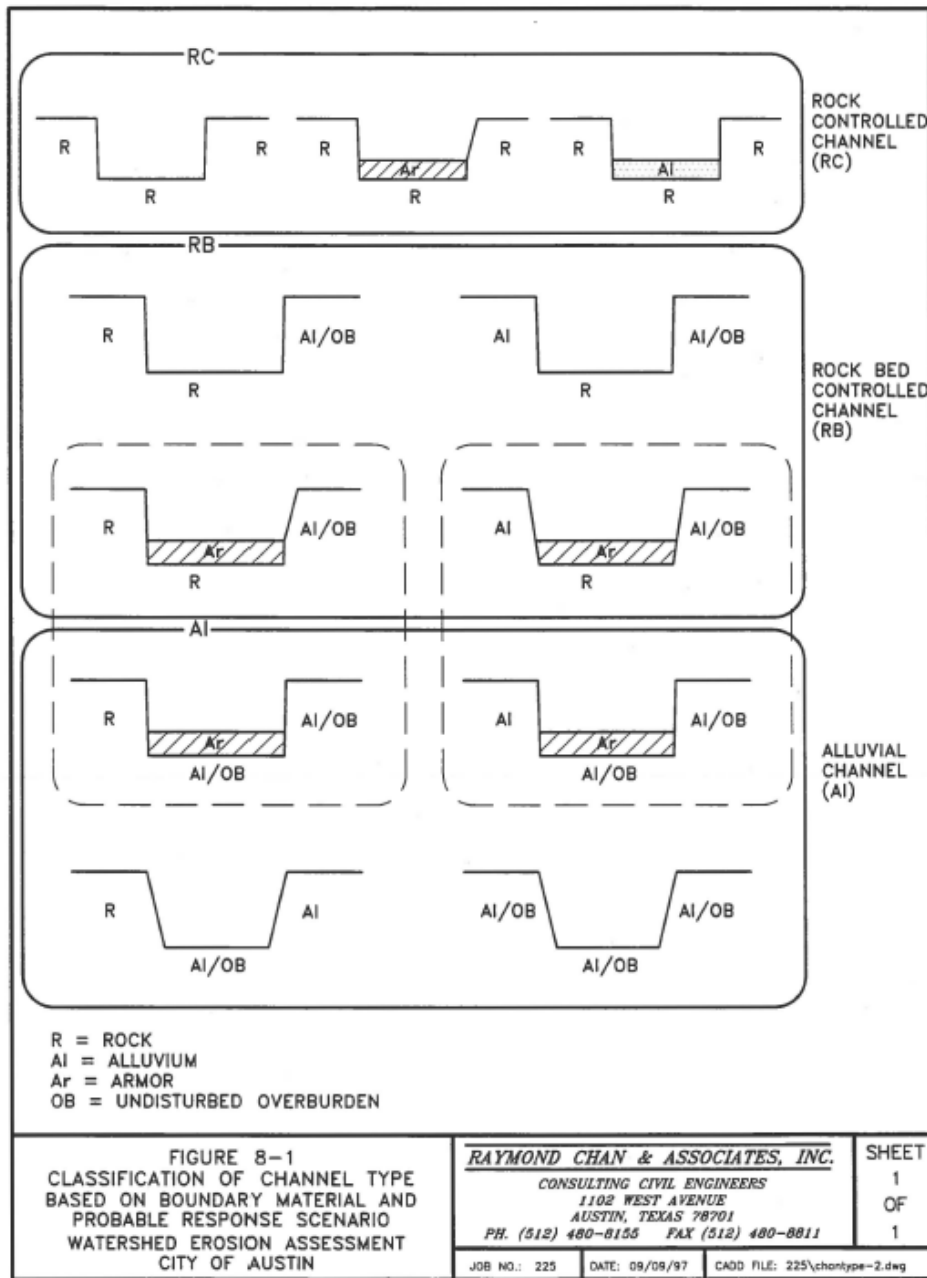 RC
R R R R R R
Ar Al
R R R
ROCK
CONTROLLED
CHANNEL
(RC)
RB
R Al/OB Al Al/OB
R R
ROCK BED
CONTROLLED
CHANNEL
(RB)
R Al/OB Al Al/OB
Ar Ar
R R
Al
R Al/OB Al Al/OB
Ar Ar
Al/OB Al/OB
ALLUVIAL
CHANNEL
(Al)
R Al Al/OB Al/OB
Al/OB Al/OB
R = ROCK
Al = ALLUVIUM
Ar = ARMOR
OB = UNDISTURBED OVERBURDEN
FIGURE 8-1
CLASSIFICATION OF CHANNEL TYPE
BASED ON BOUNDARY MATERIAL AND
PROBABLE RESPONSE SCENARIO
WATERSHED EROSION ASSESSMENT
CITY OF AUSTIN
RAYMOND CHAN & ASSOCIATES, INC.
CONSULTING CIVIL ENGINEERS
1102 WEST AVENUE
AUSTIN, TEXAS 78701
PH. (512) 480-8155 FAX (512) 480-8811
JOB NO.: 225 DATE: 09/09/97 CADD FILE: 225\chantype-2.dwg
SHEET
1
OF
1